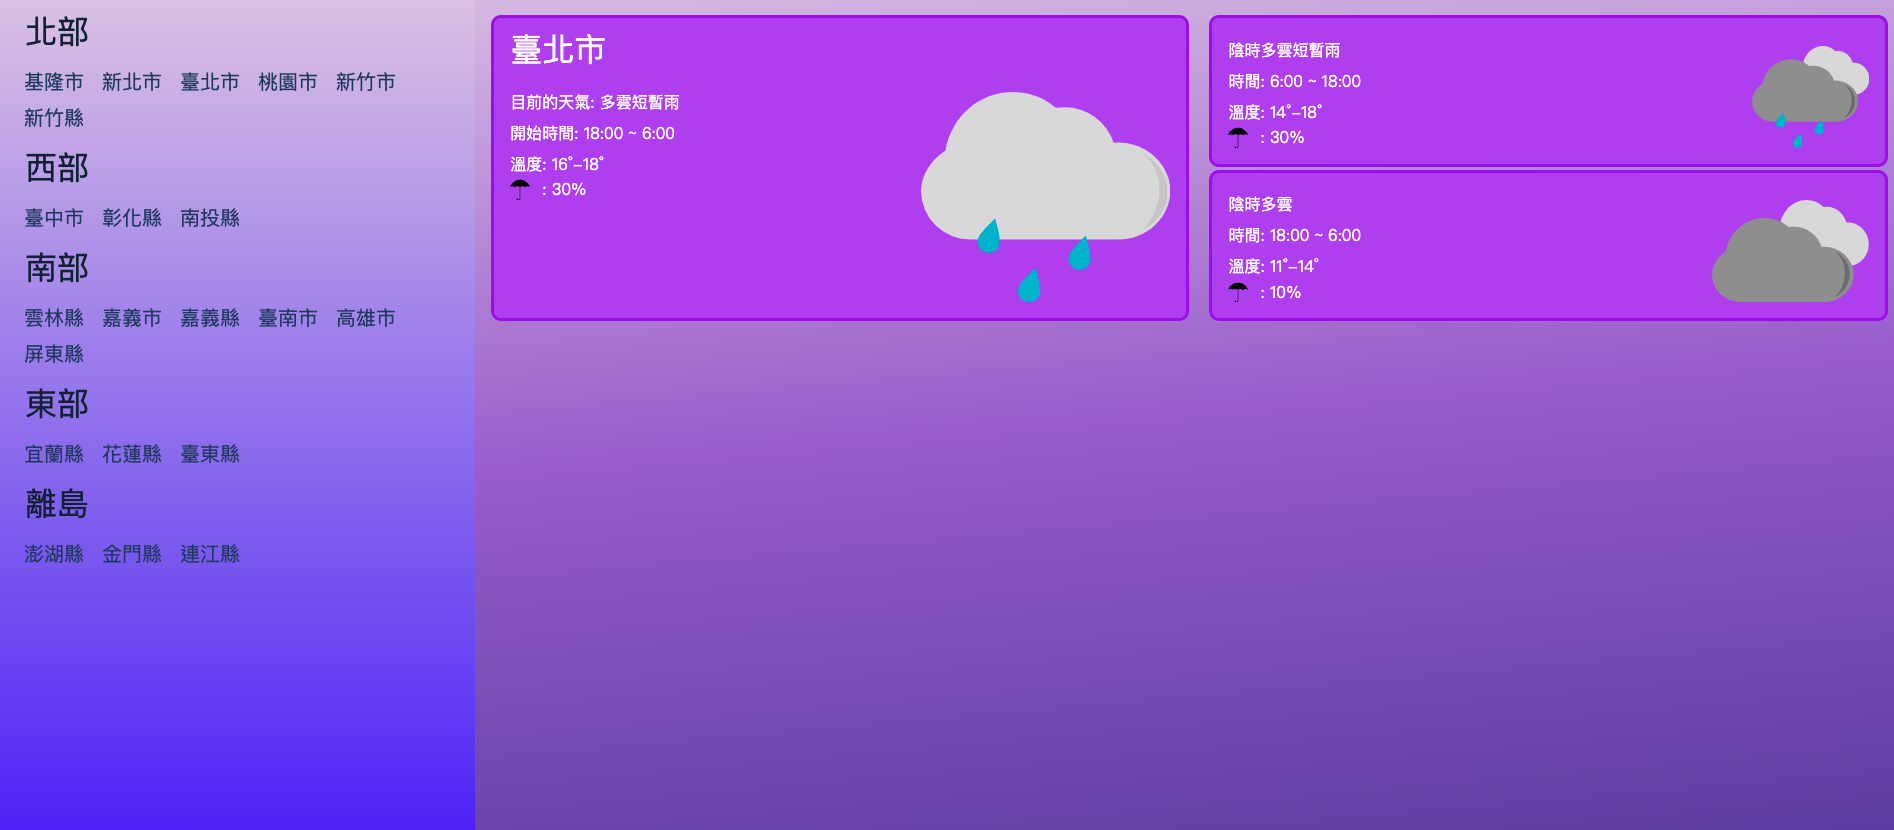 北部
基隆市 新北市 臺北市 桃園市 新竹市
新竹縣
西部
臺中市 彰化縣 南投縣
南部
雲林縣 嘉義市 嘉義縣 臺南市 高雄市
屏東縣
東部
宜蘭縣 花蓮縣 臺東縣
離島
澎湖縣 金門縣 連江縣
臺北市
目前的天氣: 多雲短暫雨
開始時間: 18:00 ~ 6:00
溫度: 16°–18°
: 30%
陰時多雲短暫雨
時間: 6:00 ~ 18:00
溫度: 14°–18°
: 30%
陰時多雲
時間: 18:00 ~ 6:00
溫度: 11°–14°
: 10%